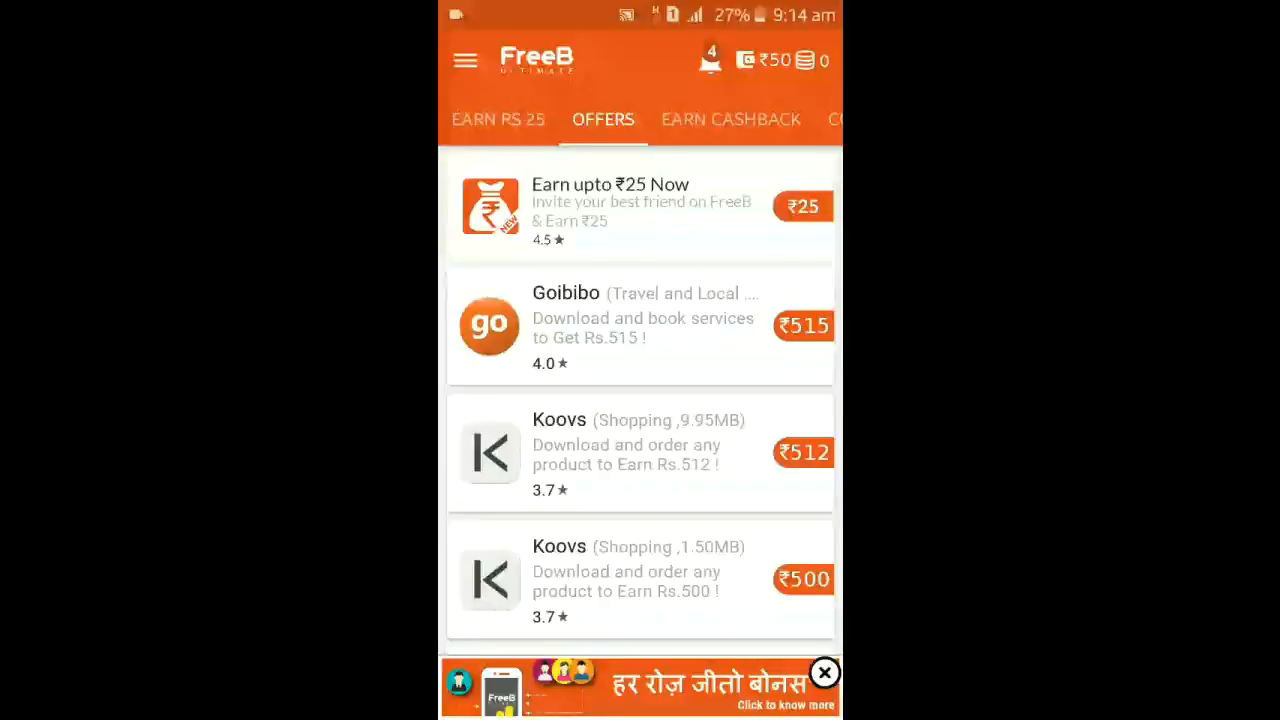 H 1 27% 9:14 am
FreeB
ULTIMATE
4
₹50 0
EARN RS 25 OFFERS EARN CASHBACK
Earn upto ₹25 Now
Invite your best friend on FreeB
& Earn ₹25
4.5★
₹25
NEW
Goibibo (Travel and Local ....
go
Download and book services
to Get Rs.515 !
4.0★
₹515
Koovs (Shopping ,9.95MB)
K
Download and order any
product to Earn Rs.512 !
3.7★
₹512
Koovs (Shopping ,1.50MB)
K
Download and order any
product to Earn Rs.500 !
3.7★
₹500
FreeB
हर रोज़ जीतो बोनस
Click to know more